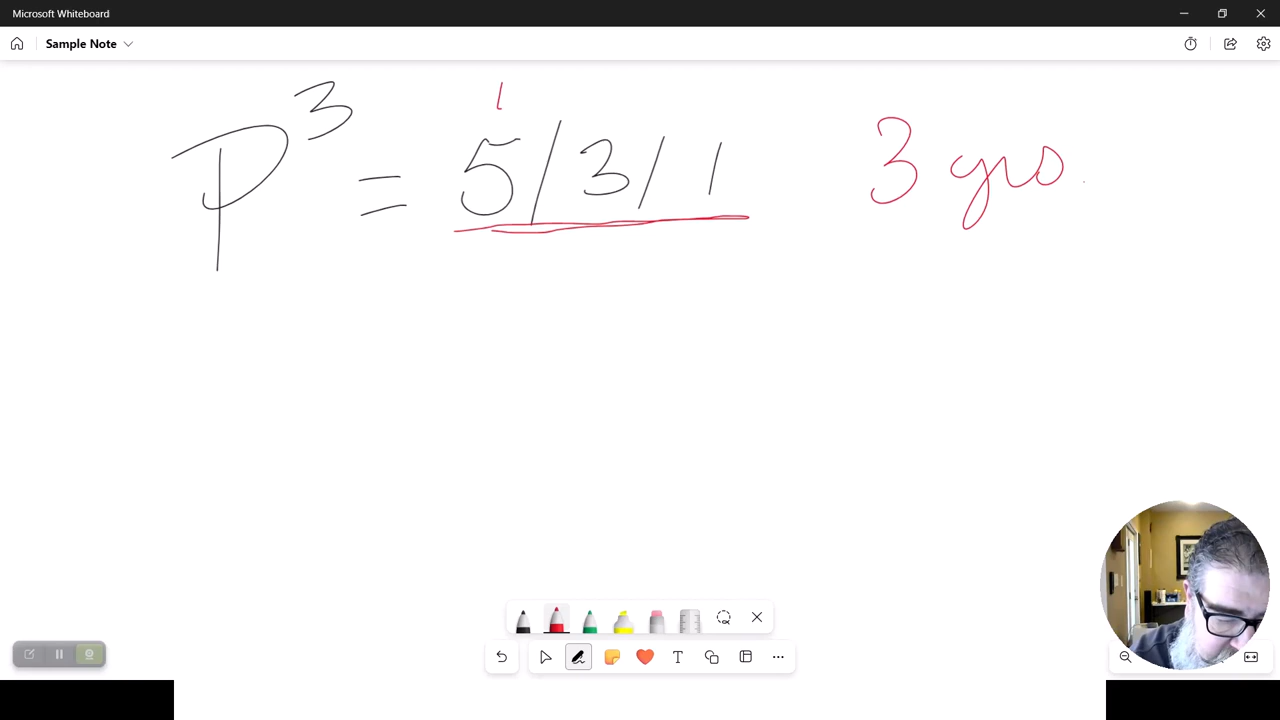 Microsoft Whiteboard
Sample Note
1
P³ = 5/3/1 3 yrs.